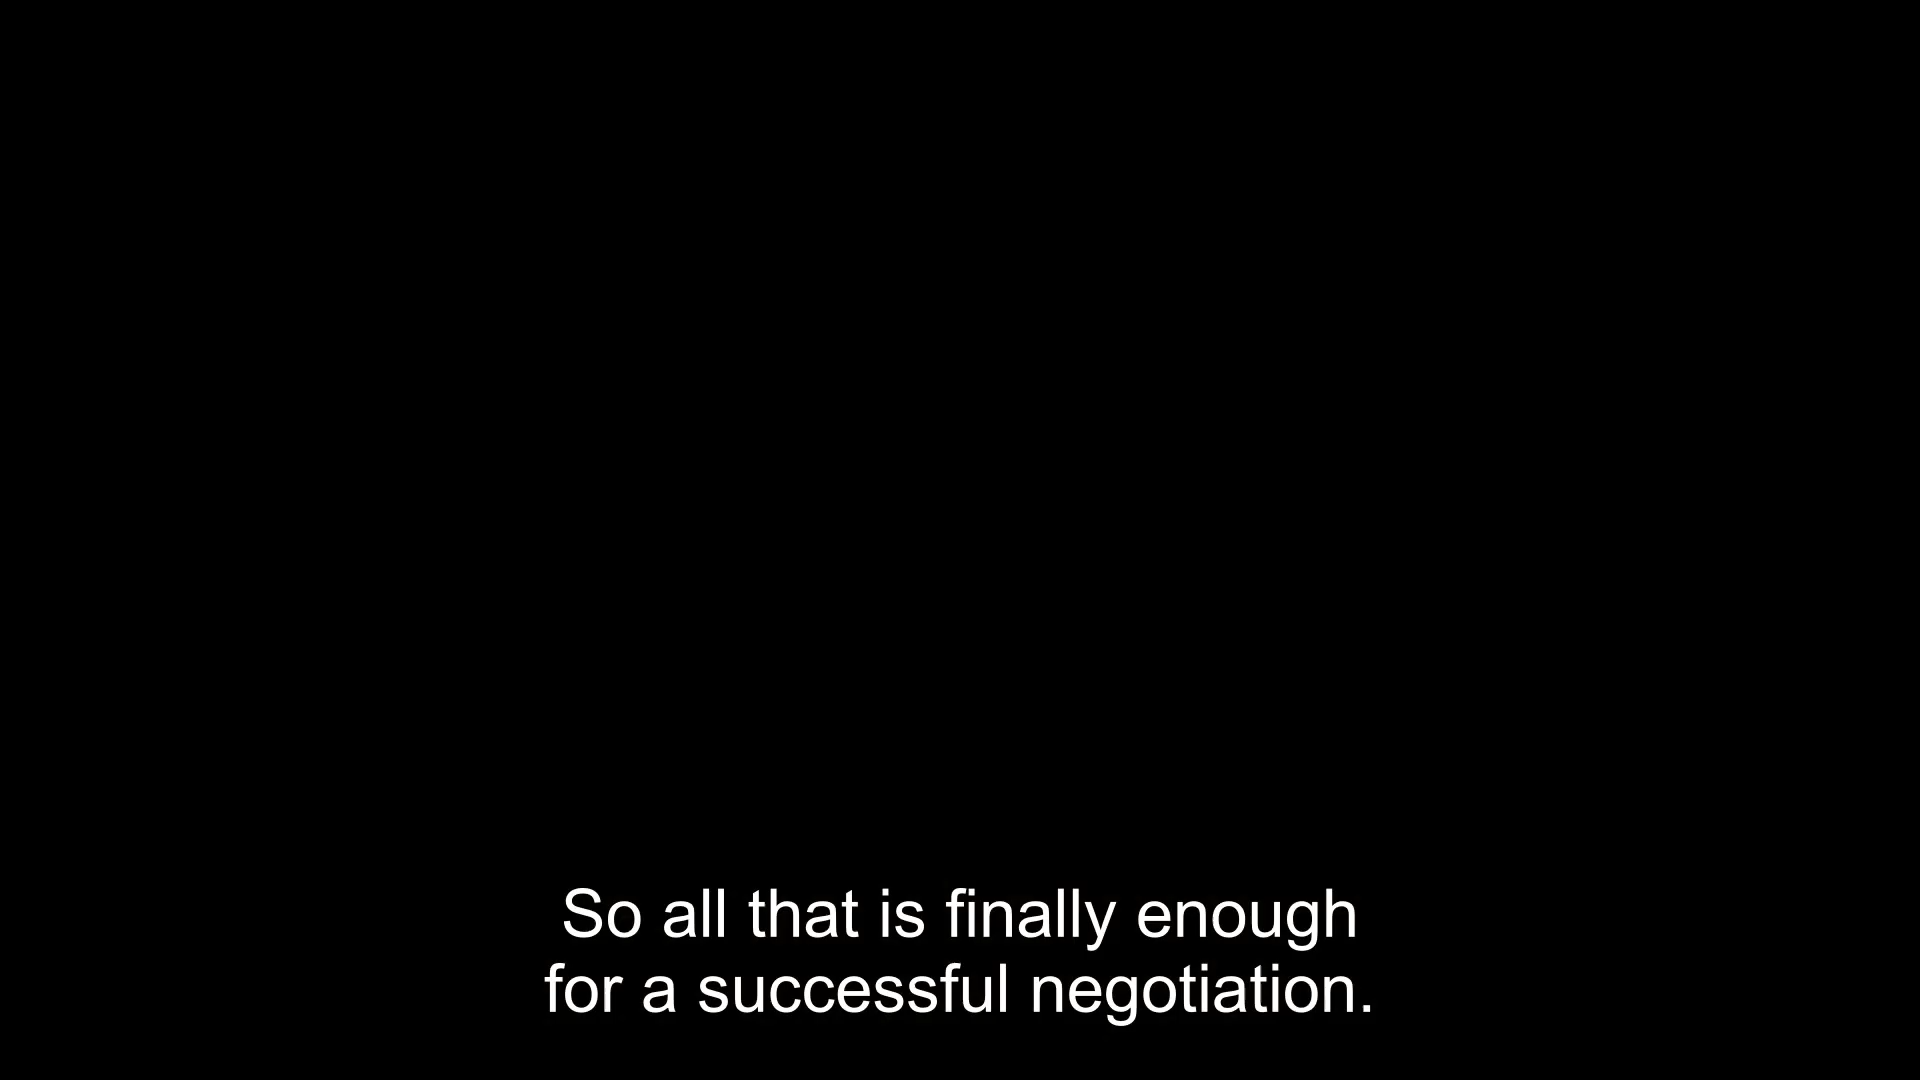 So all that is finally enough
for a successful negotiation.